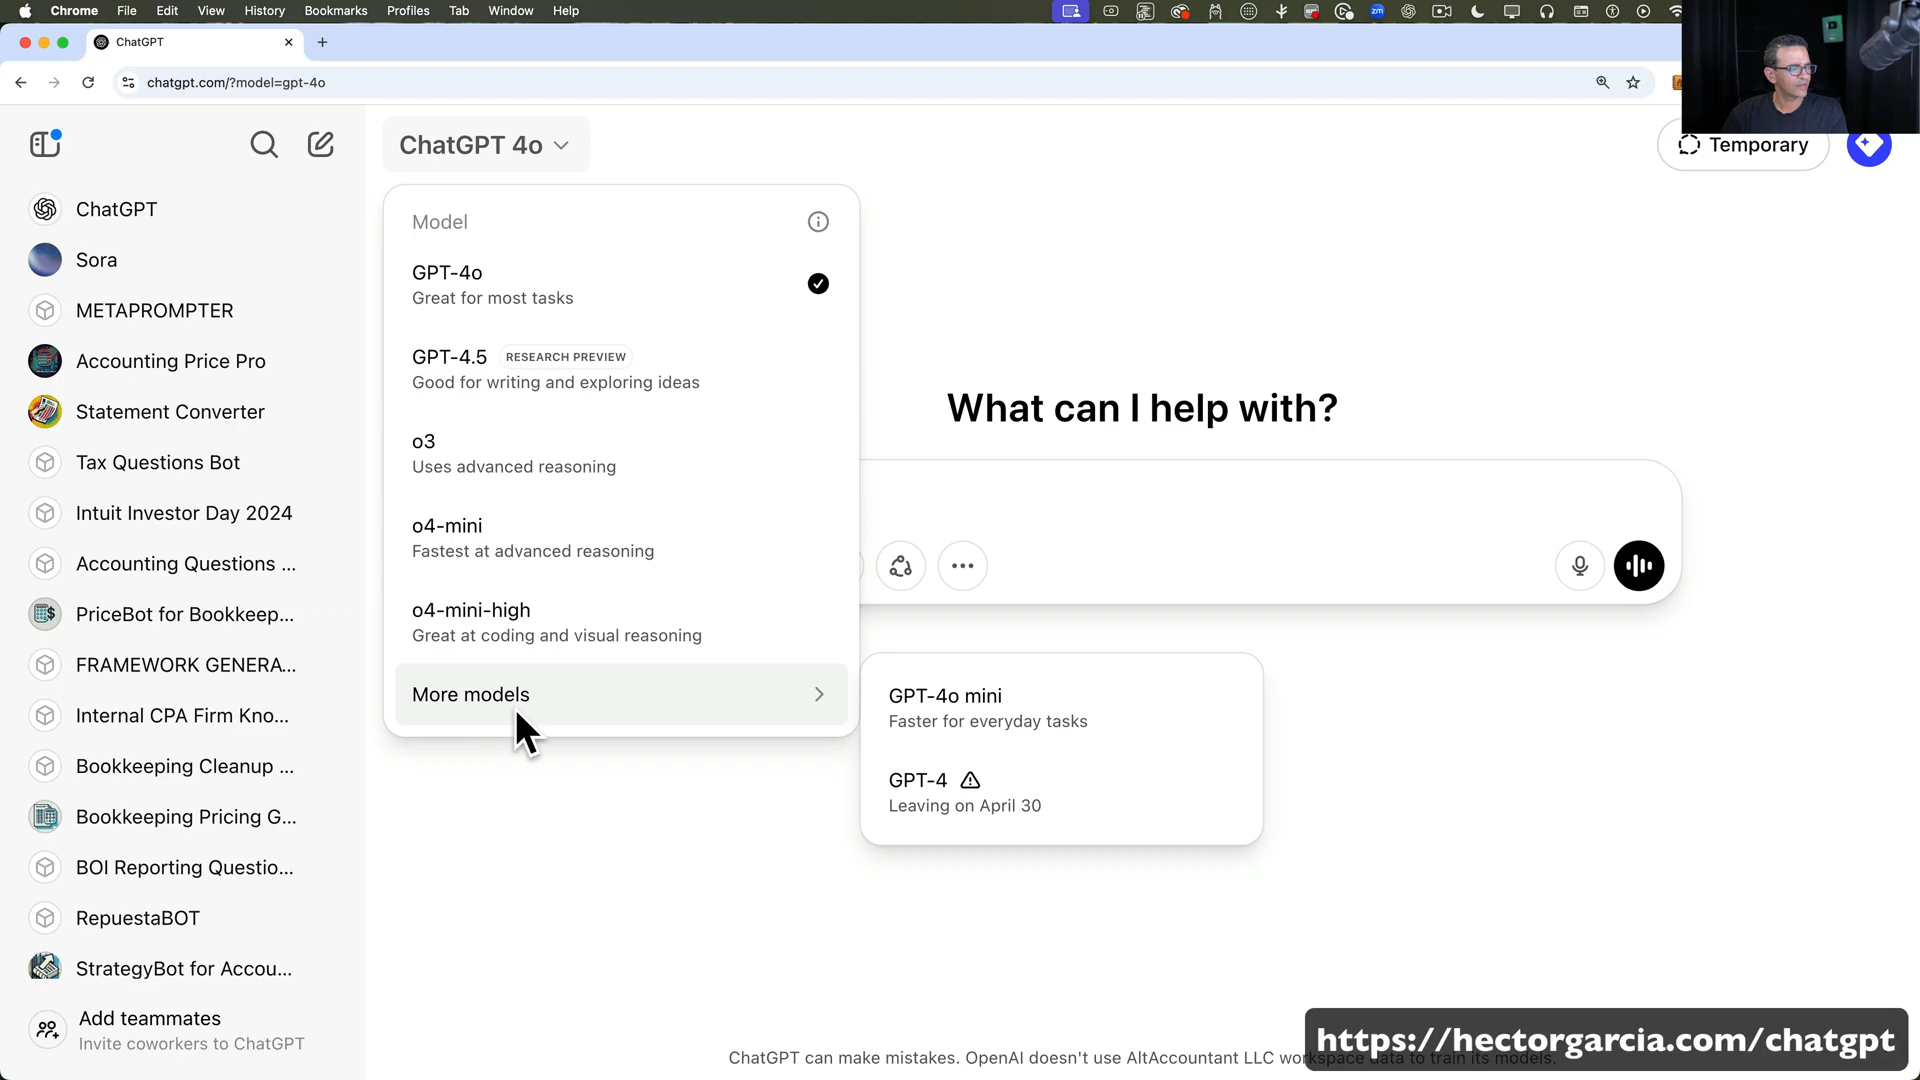 Chrome File Edit View History Bookmarks Profiles Tab Window Help
ChatGPT
chatgpt.com/?model=gpt-4o
ChatGPT 4o
Temporary
ChatGPT
Sora
METAPROMPTER
Accounting Price Pro
Statement Converter
Tax Questions Bot
Intuit Investor Day 2024
Accounting Questions ...
PriceBot for Bookkeep...
FRAMEWORK GENERA...
Internal CPA Firm Kno...
Bookkeeping Cleanup ...
Bookkeeping Pricing G...
BOI Reporting Questio...
RepuestaBOT
StrategyBot for Accou...
Add teammates
Invite coworkers to ChatGPT
Model
GPT-4o
Great for most tasks
GPT-4.5 RESEARCH PREVIEW
Good for writing and exploring ideas
o3
Uses advanced reasoning
o4-mini
Fastest at advanced reasoning
o4-mini-high
Great at coding and visual reasoning
More models
GPT-4o mini
Faster for everyday tasks
GPT-4
Leaving on April 30
What can I help with?
ChatGPT can make mistakes. OpenAI doesn't use AltAccountant LLC workspace data to train its models.
https://hectorgarcia.com/chatgpt